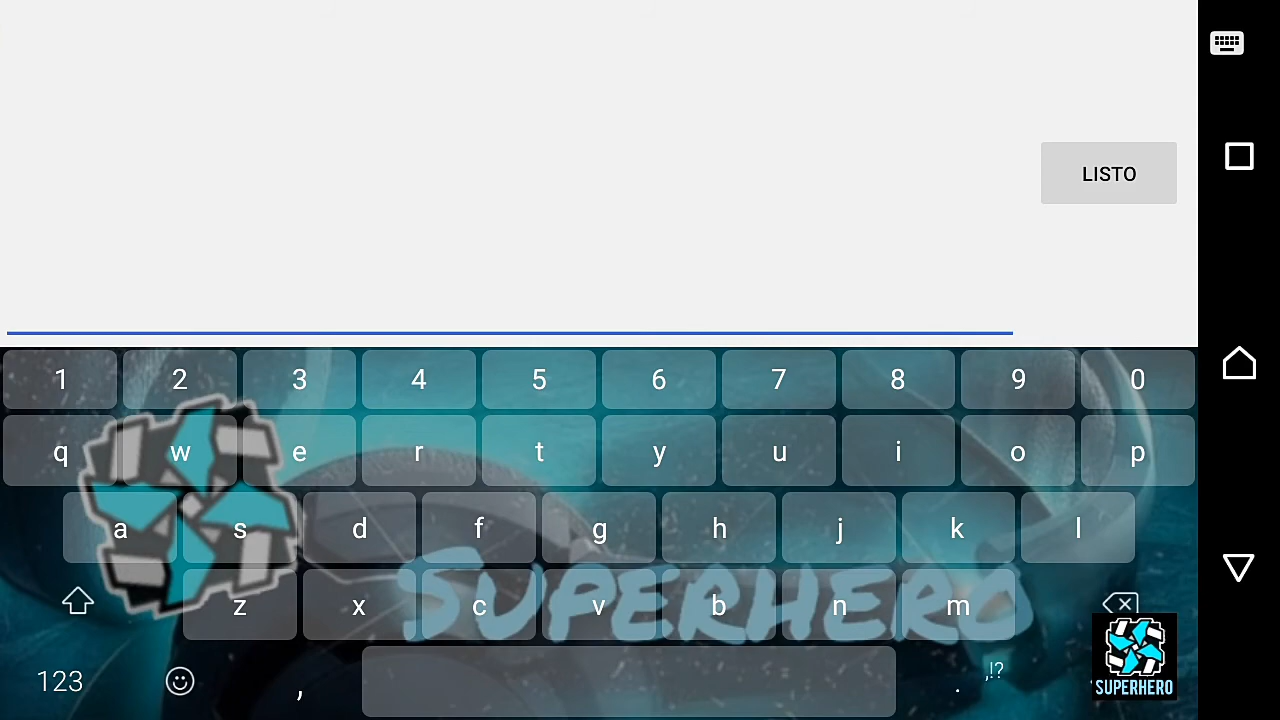 LISTO
1 2 3 4 5 6 7 8 9 0
q w e r t y u i o p
a s d f g h j k l
z x c v b n m
SUPERHERO
123 , . ,!?
SUPERHERO